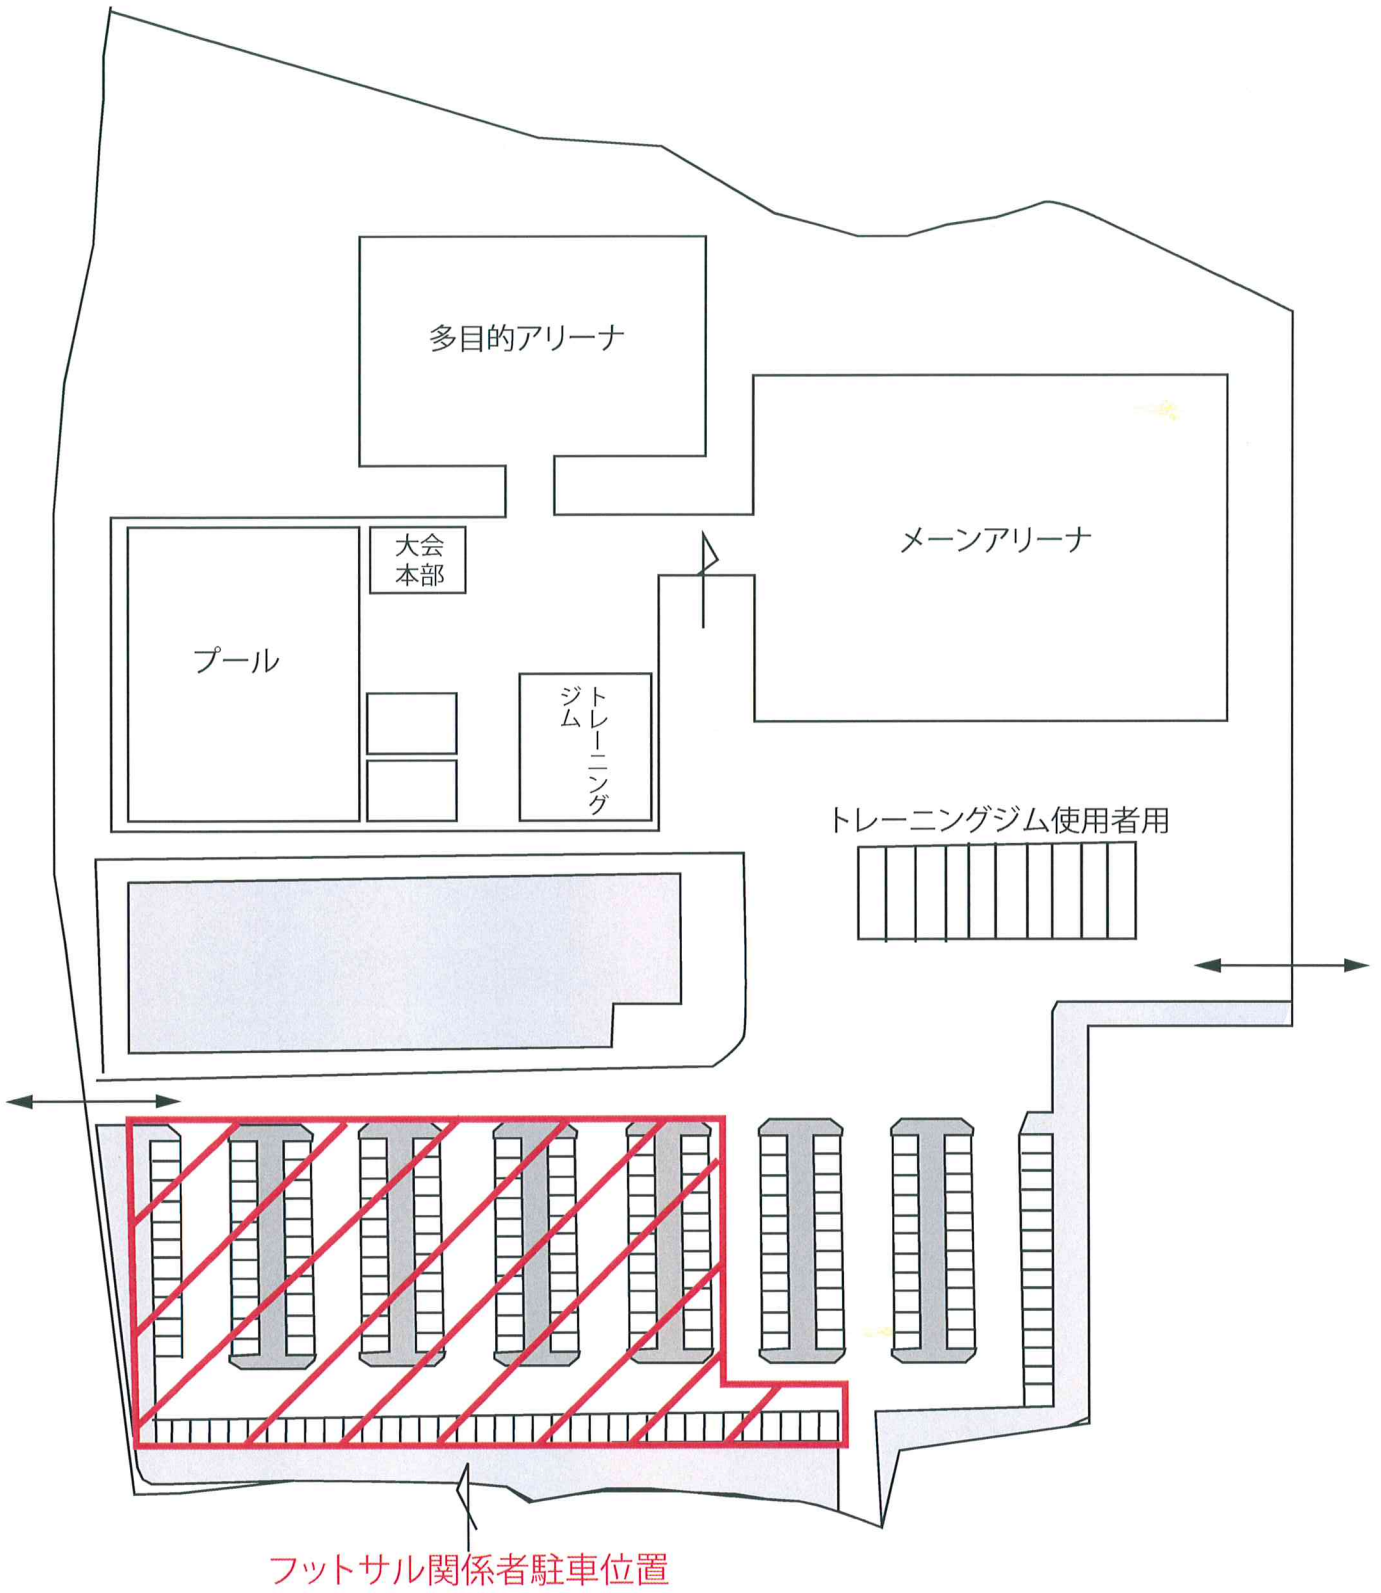 多目的アリーナ
メーンアリーナ
大会
本部
プール
トレーニング
ジム
トレーニングジム使用者用
フットサル関係者駐車位置